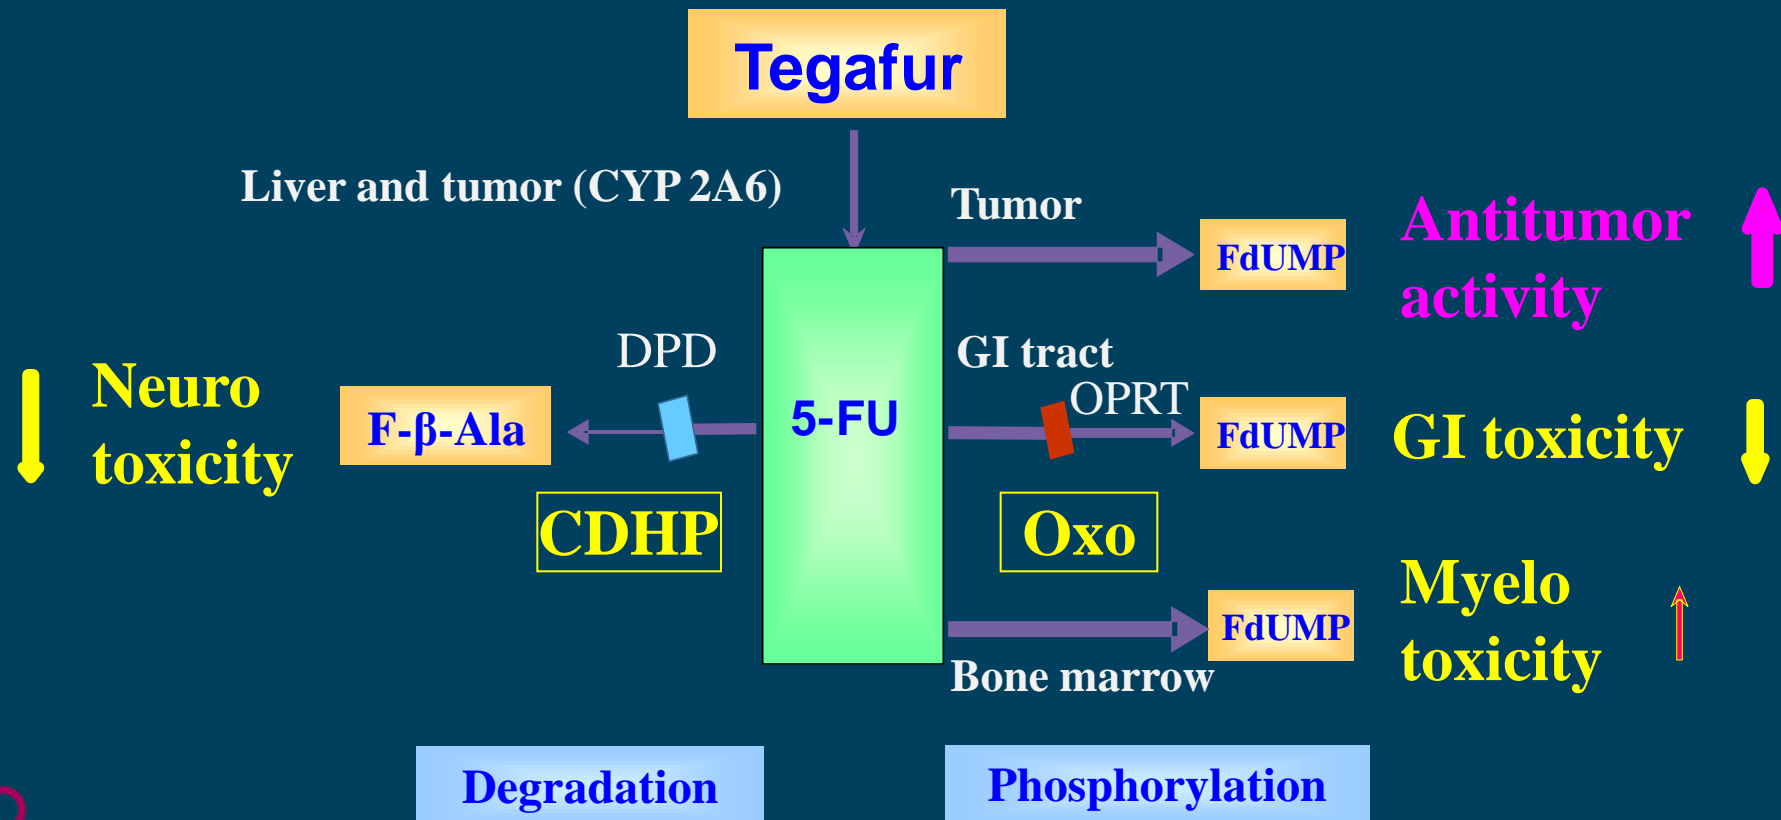 Tegafur
Liver and tumor (CYP 2A6)
Tumor
FdUMP
Antitumor
activity
Neuro
toxicity
F-β-Ala
DPD
CDHP
5-FU
GI tract
OPRT
FdUMP
GI toxicity
Oxo
FdUMP
Bone marrow
Myelo
toxicity
Degradation
Phosphorylation